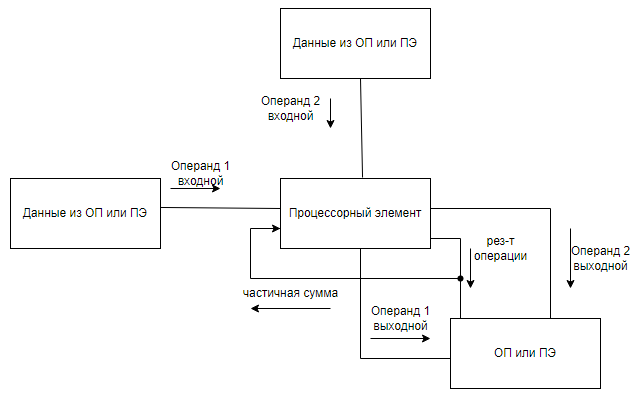 Данные из ОП или ПЭ
Операнд 2
входной
Операнд 1
входной
Данные из ОП или ПЭ
Процессорный элемент
рез-т
операции
Операнд 2
выходной
частичная сумма
Операнд 1
выходной
ОП или ПЭ